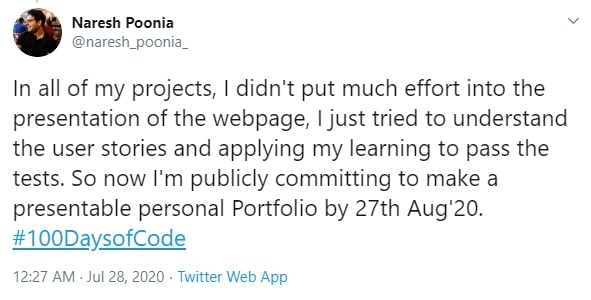 Naresh Poonia
@naresh_poonia_
In all of my projects, I didn't put much effort into the
presentation of the webpage, I just tried to understand
the user stories and applying my learning to pass the
tests. So now I'm publicly committing to make a
presentable personal Portfolio by 27th Aug'20.
#100DaysofCode
12:27 AM · Jul 28, 2020 · Twitter Web App